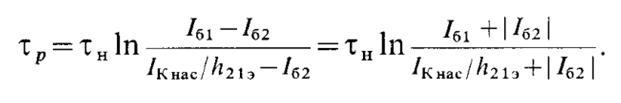 τ_р = τ_н ln (I_б1 − I_б2)/(I_К нас/h_21э − I_б2) = τ_н ln (I_б1 + |I_б2|)/(I_К нас/h_21э + |I_б2|).